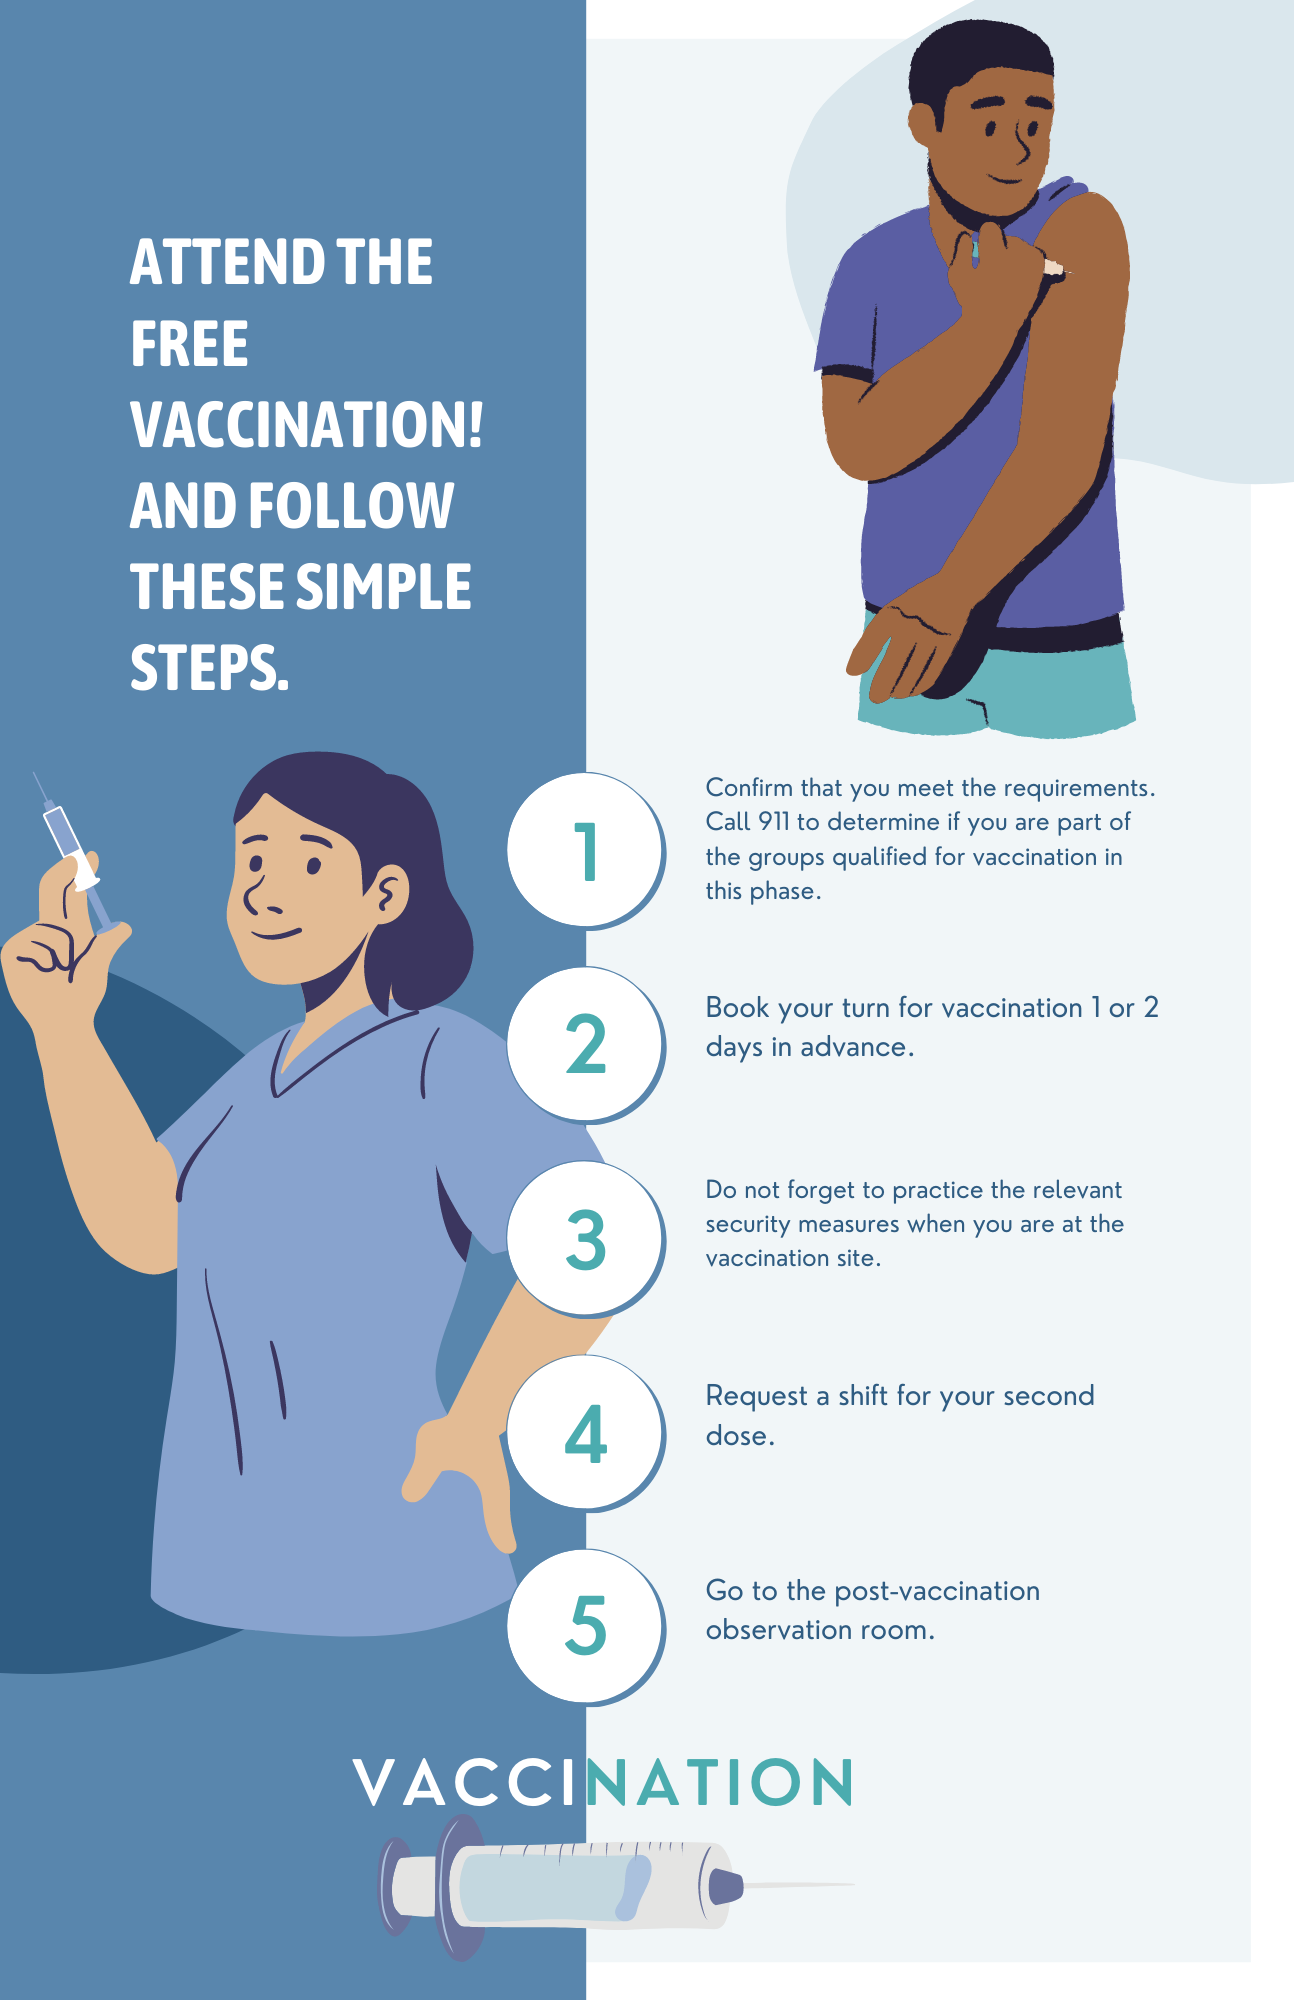 ATTEND THE
FREE
VACCINATION!
AND FOLLOW
THESE SIMPLE
STEPS.
1
Confirm that you meet the requirements.
Call 911 to determine if you are part of
the groups qualified for vaccination in
this phase.
2
Book your turn for vaccination 1 or 2
days in advance.
3
Do not forget to practice the relevant
security measures when you are at the
vaccination site.
4
Request a shift for your second
dose.
5
Go to the post-vaccination
observation room.
VACCINATION